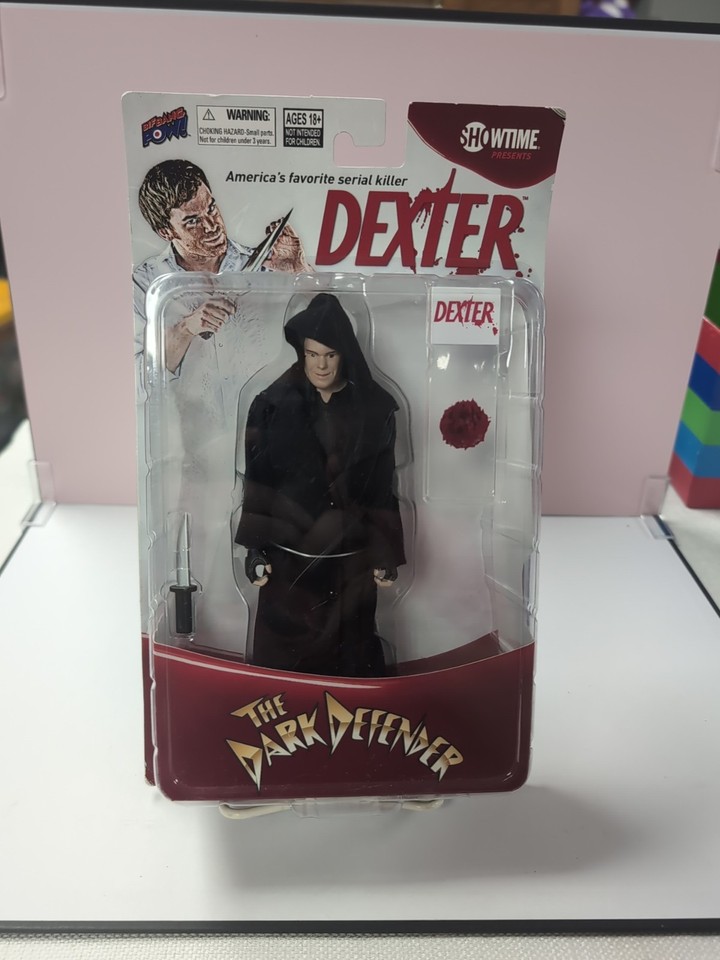 BIF BANG
POW!
WARNING:
CHOKING HAZARD-Small parts.
Not for children under 3 years.
AGES 18+
NOT INTENDED
FOR CHILDREN.
SHOWTIME
PRESENTS
America's favorite serial killer
DEXTER™
DEXTER
THE
DARK DEFENDER